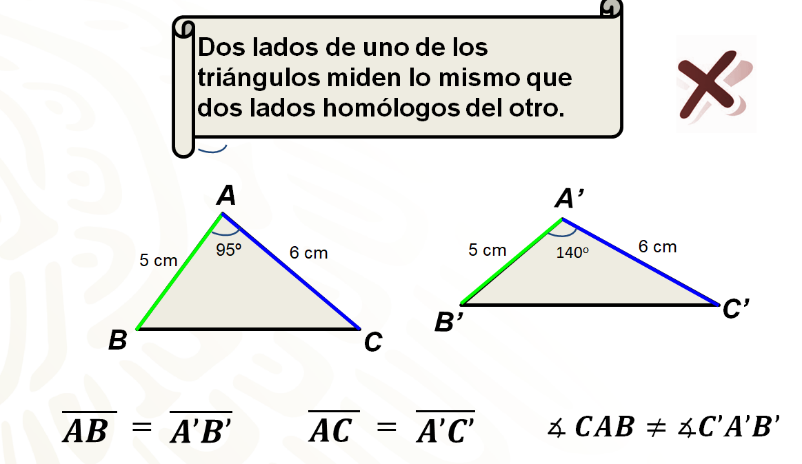 Dos lados de uno de los
triángulos miden lo mismo que
dos lados homólogos del otro.
A
A’
5 cm
95º
6 cm
5 cm
140º
6 cm
B
C
B’
C’
AB = A’B’
AC = A’C’
∡ CAB ≠ ∡C’A’B’